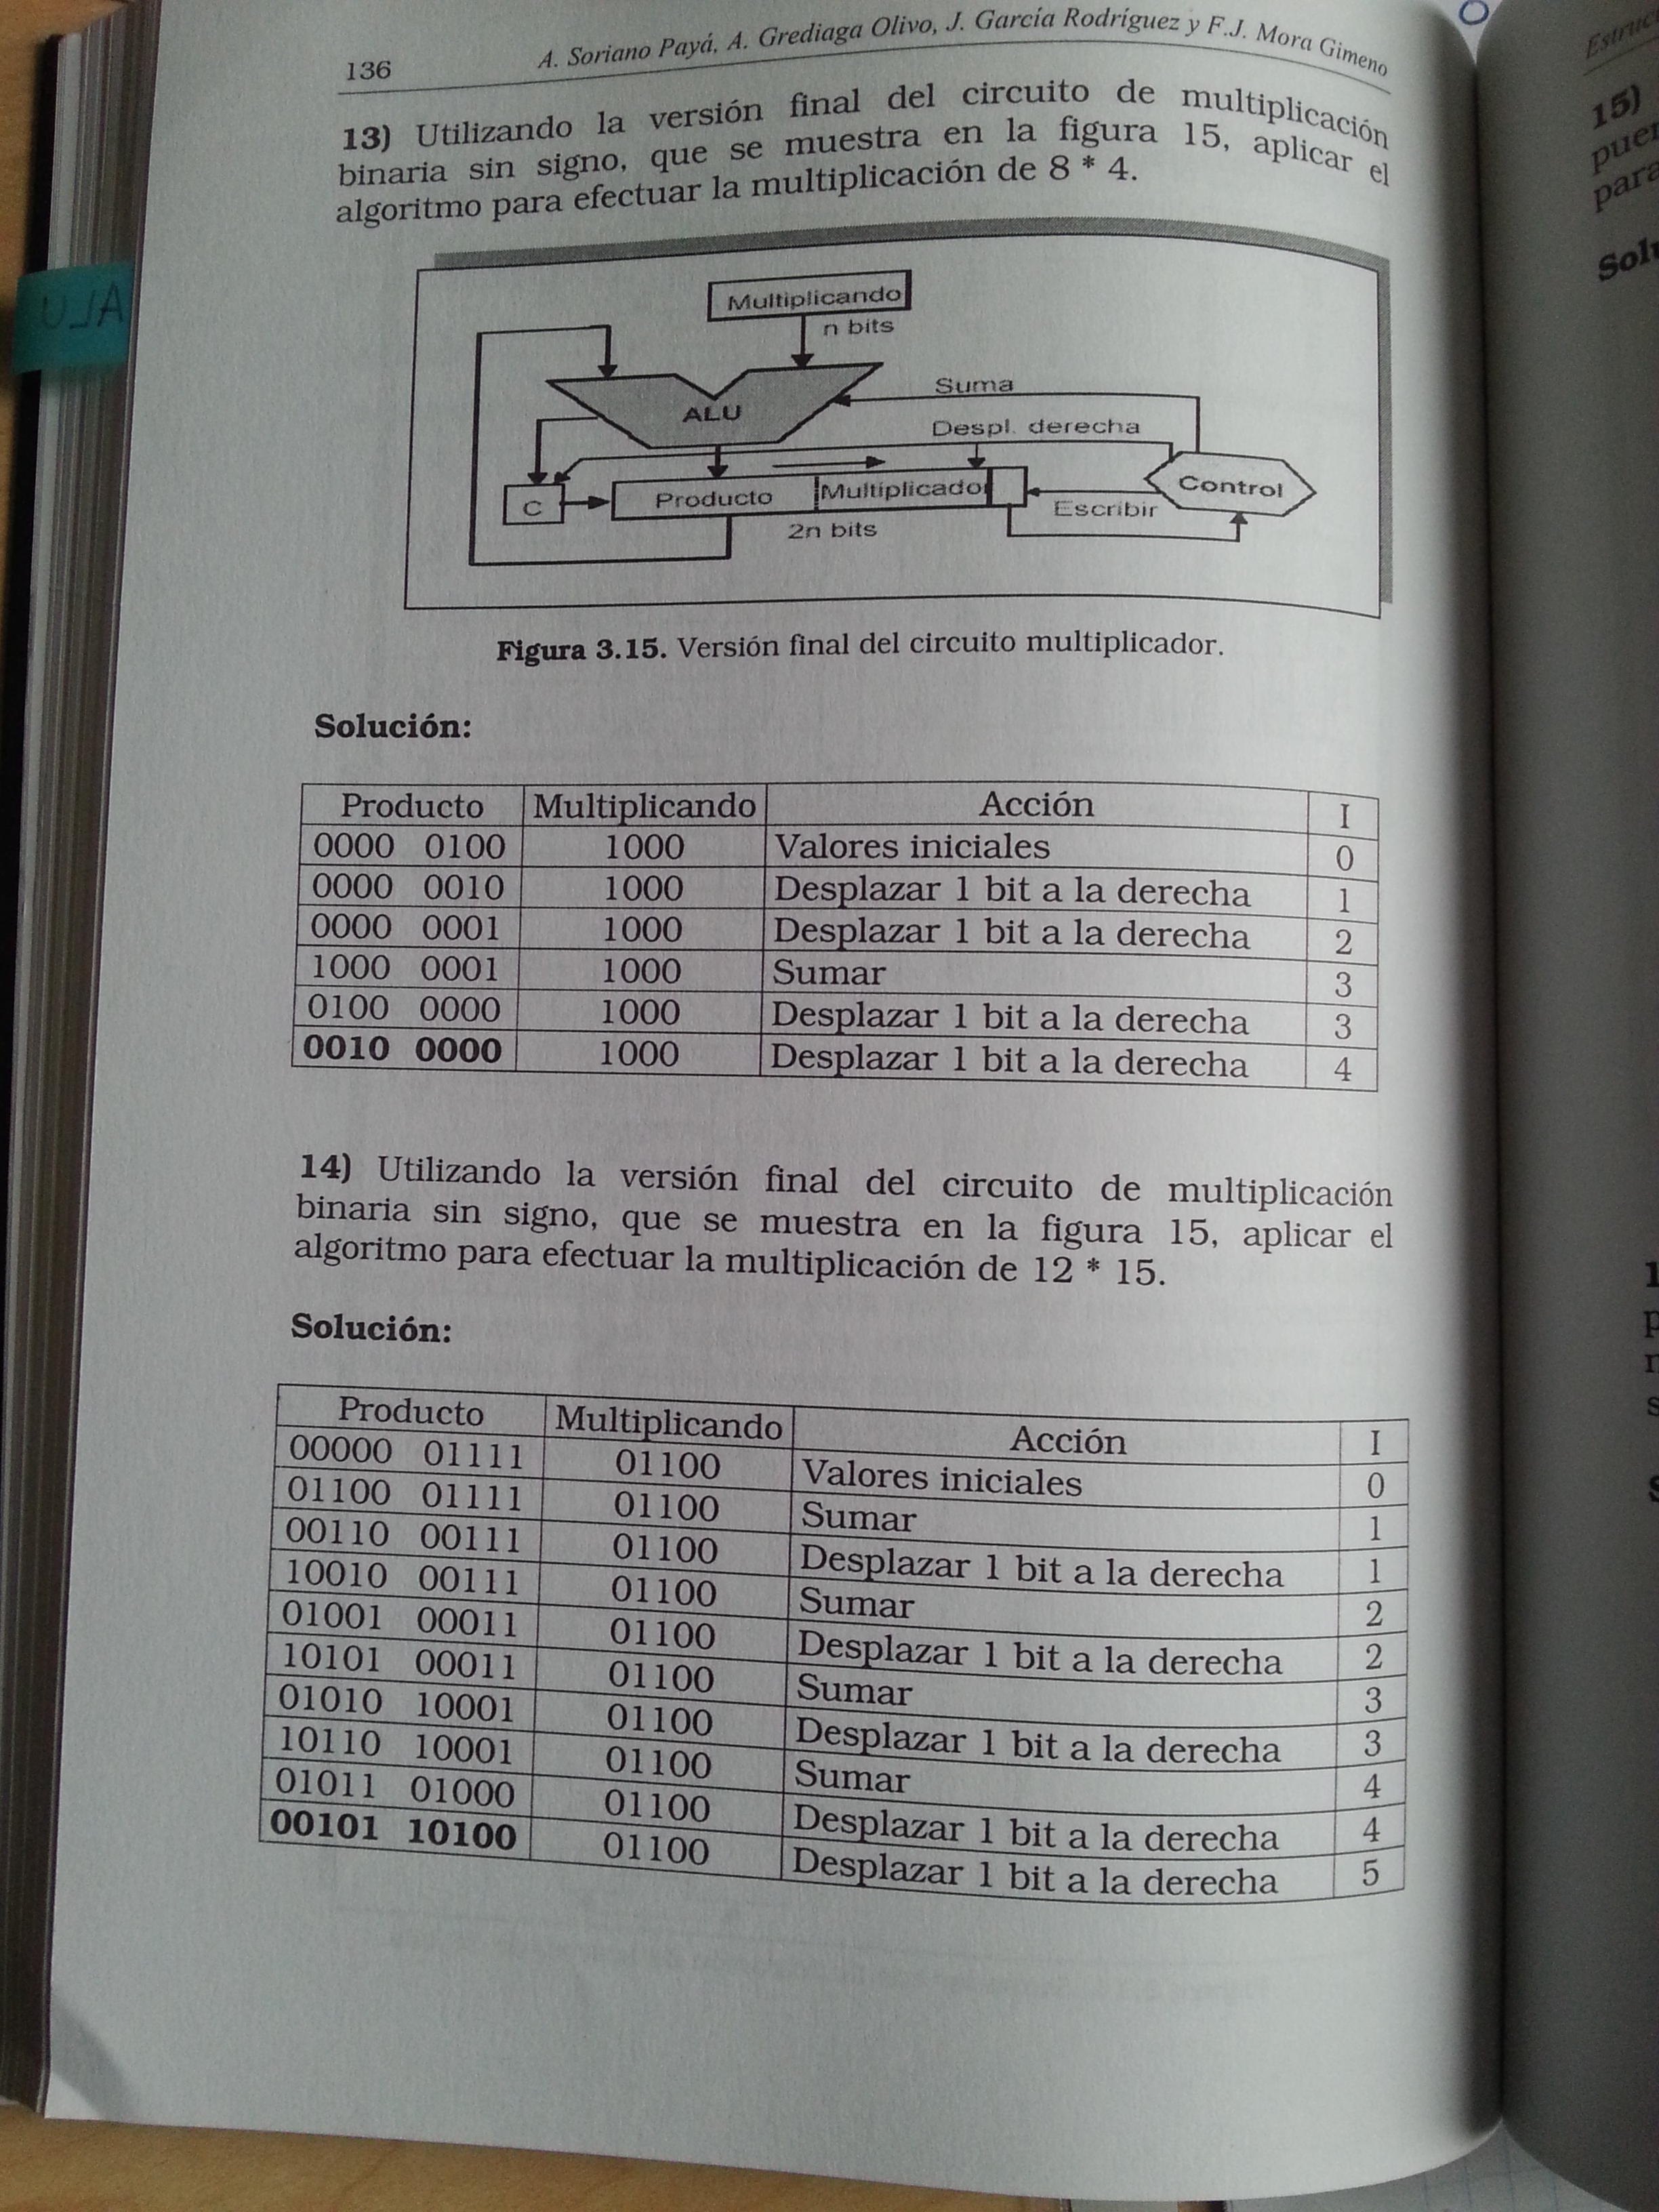 136
A. Soriano Payá, A. Grediaga Olivo, J. García Rodríguez y F.J. Mora Gimeno
13) Utilizando la versión final del circuito de multiplicación
binaria sin signo, que se muestra en la figura 15, aplicar el
algoritmo para efectuar la multiplicación de 8 * 4.
Multiplicando
n bits
Suma
ALU
Despl. derecha
C
Producto
Multiplicador
Control
Escribir
2n bits
Figura 3.15. Versión final del circuito multiplicador.
Solución:
Producto Multiplicando Acción I
0000 0100 1000 Valores iniciales 0
0000 0010 1000 Desplazar 1 bit a la derecha 1
0000 0001 1000 Desplazar 1 bit a la derecha 2
1000 0001 1000 Sumar 3
0100 0000 1000 Desplazar 1 bit a la derecha 3
0010 0000 1000 Desplazar 1 bit a la derecha 4
14) Utilizando la versión final del circuito de multiplicación
binaria sin signo, que se muestra en la figura 15, aplicar el
algoritmo para efectuar la multiplicación de 12 * 15.
Solución:
Producto Multiplicando Acción I
00000 01111 01100 Valores iniciales 0
01100 01111 01100 Sumar 1
00110 00111 01100 Desplazar 1 bit a la derecha 1
10010 00111 01100 Sumar 2
01001 00011 01100 Desplazar 1 bit a la derecha 2
10101 00011 01100 Sumar 3
01010 10001 01100 Desplazar 1 bit a la derecha 3
10110 10001 01100 Sumar 4
01011 01000 01100 Desplazar 1 bit a la derecha 4
00101 10100 01100 Desplazar 1 bit a la derecha 5
ALU
15)